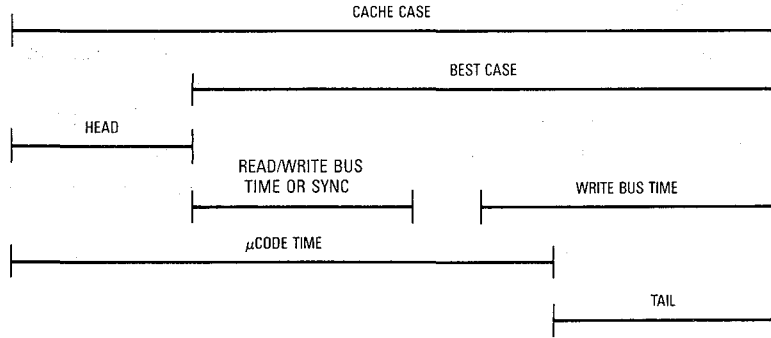 CACHE CASE
BEST CASE
HEAD
READ/WRITE BUS
TIME OR SYNC
WRITE BUS TIME
μCODE TIME
TAIL